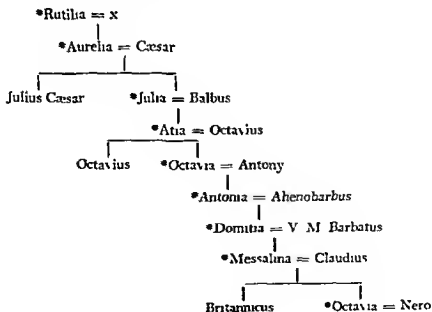 *Rutilia = x
*Aurelia = Cæsar
Julius Cæsar *Julia = Balbus
*Atia = Octavius
Octavius *Octavia = Antony
*Antonia = Ahenobarbus
*Domitia = V M Barbatus
*Messalina = Claudius
Britannicus *Octavia = Nero